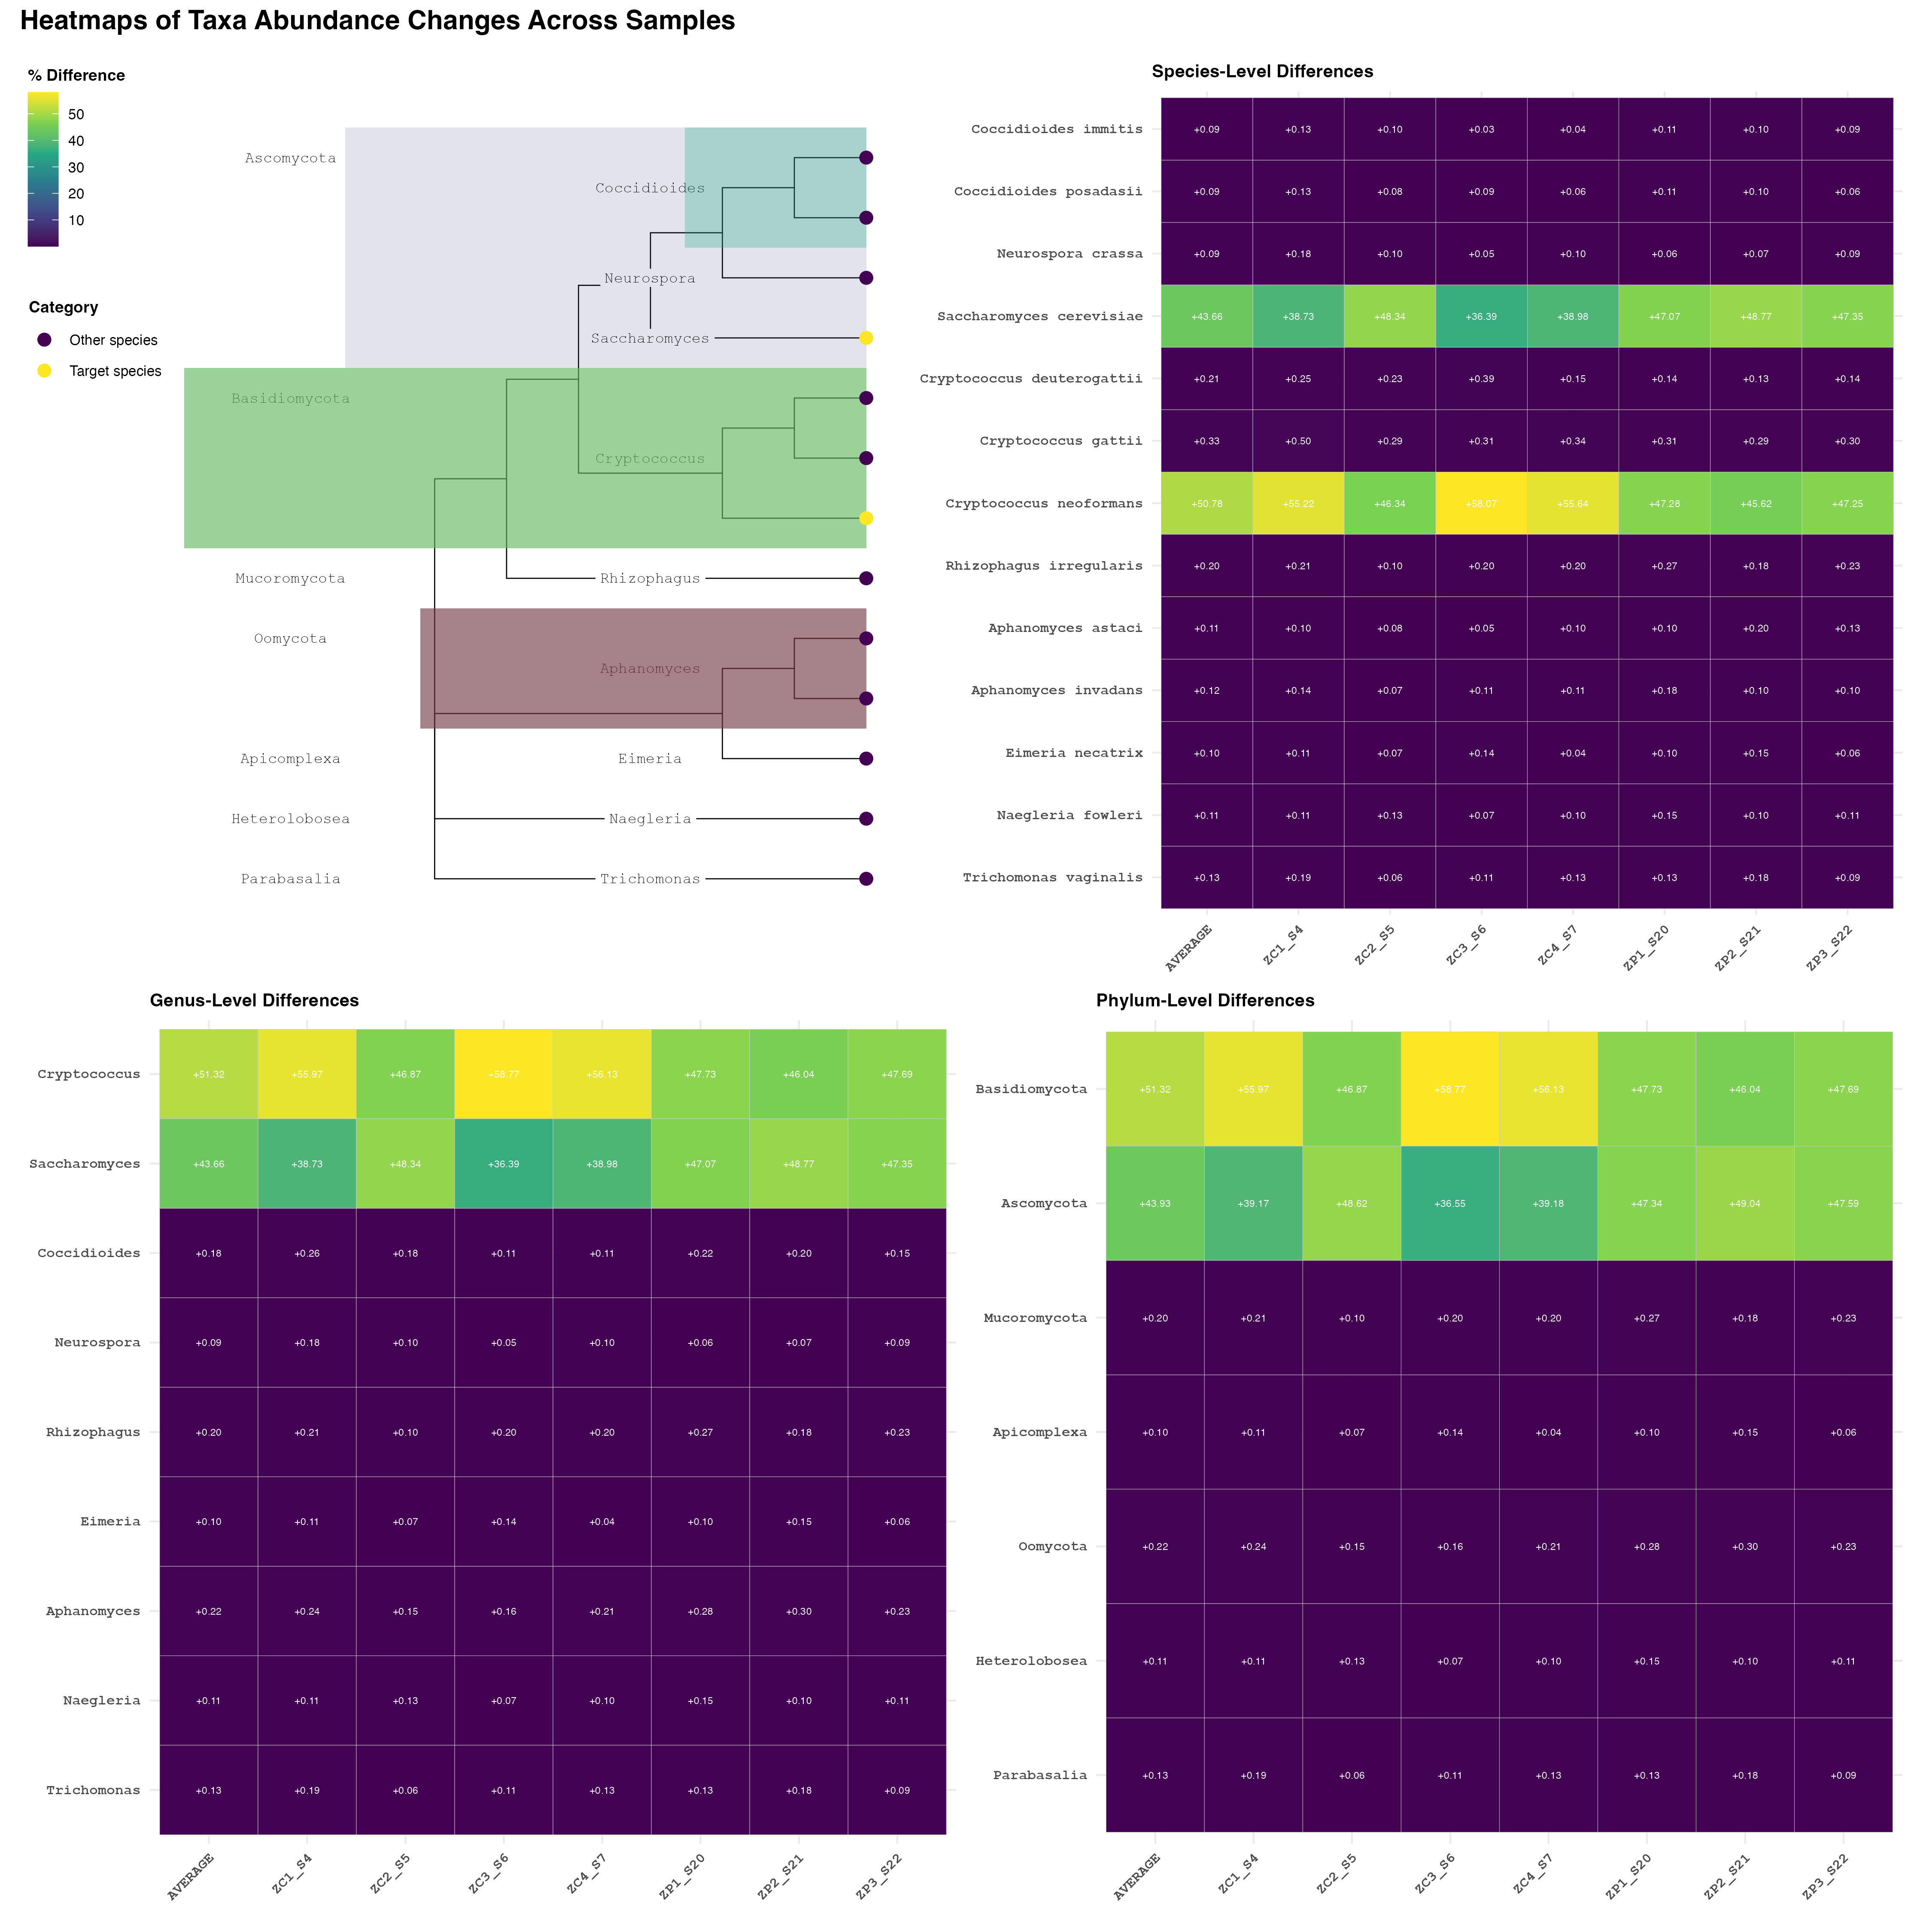 Heatmaps of Taxa Abundance Changes Across Samples
% Difference
50
40
30
20
10
Category
Other species
Target species
Ascomycota
Coccidioides
Neurospora
Saccharomyces
Basidiomycota
Cryptococcus
Mucoromycota
Rhizophagus
Oomycota
Aphanomyces
Apicomplexa
Eimeria
Heterolobosea
Naegleria
Parabasalia
Trichomonas
Species-Level Differences
Coccidioides immitis +0.09 +0.13 +0.10 +0.03 +0.04 +0.11 +0.10 +0.09
Coccidioides posadasii +0.09 +0.13 +0.08 +0.09 +0.06 +0.11 +0.10 +0.06
Neurospora crassa +0.09 +0.18 +0.10 +0.05 +0.10 +0.06 +0.07 +0.09
Saccharomyces cerevisiae +43.66 +38.73 +48.34 +36.39 +38.98 +47.07 +48.77 +47.35
Cryptococcus deuterogattii +0.21 +0.25 +0.23 +0.39 +0.15 +0.14 +0.13 +0.14
Cryptococcus gattii +0.33 +0.50 +0.29 +0.31 +0.34 +0.31 +0.29 +0.30
Cryptococcus neoformans +50.78 +55.22 +46.34 +58.07 +55.64 +47.28 +45.62 +47.25
Rhizophagus irregularis +0.20 +0.21 +0.10 +0.20 +0.20 +0.27 +0.18 +0.23
Aphanomyces astaci +0.11 +0.10 +0.08 +0.05 +0.10 +0.10 +0.20 +0.13
Aphanomyces invadans +0.12 +0.14 +0.07 +0.11 +0.11 +0.18 +0.10 +0.10
Eimeria necatrix +0.10 +0.11 +0.07 +0.14 +0.04 +0.10 +0.15 +0.06
Naegleria fowleri +0.11 +0.11 +0.13 +0.07 +0.10 +0.15 +0.10 +0.11
Trichomonas vaginalis +0.13 +0.19 +0.06 +0.11 +0.13 +0.13 +0.18 +0.09
AVERAGE ZC1_S4 ZC2_S5 ZC3_S6 ZC4_S7 ZP1_S20 ZP2_S21 ZP3_S22
Genus-Level Differences
Cryptococcus +51.32 +55.97 +46.87 +58.77 +56.13 +47.73 +46.04 +47.69
Saccharomyces +43.66 +38.73 +48.34 +36.39 +38.98 +47.07 +48.77 +47.35
Coccidioides +0.18 +0.26 +0.18 +0.11 +0.11 +0.22 +0.20 +0.15
Neurospora +0.09 +0.18 +0.10 +0.05 +0.10 +0.06 +0.07 +0.09
Rhizophagus +0.20 +0.21 +0.10 +0.20 +0.20 +0.27 +0.18 +0.23
Eimeria +0.10 +0.11 +0.07 +0.14 +0.04 +0.10 +0.15 +0.06
Aphanomyces +0.22 +0.24 +0.15 +0.16 +0.21 +0.28 +0.30 +0.23
Naegleria +0.11 +0.11 +0.13 +0.07 +0.10 +0.15 +0.10 +0.11
Trichomonas +0.13 +0.19 +0.06 +0.11 +0.13 +0.13 +0.18 +0.09
AVERAGE ZC1_S4 ZC2_S5 ZC3_S6 ZC4_S7 ZP1_S20 ZP2_S21 ZP3_S22
Phylum-Level Differences
Basidiomycota +51.32 +55.97 +46.87 +58.77 +56.13 +47.73 +46.04 +47.69
Ascomycota +43.93 +39.17 +48.62 +36.55 +39.18 +47.34 +49.04 +47.59
Mucoromycota +0.20 +0.21 +0.10 +0.20 +0.20 +0.27 +0.18 +0.23
Apicomplexa +0.10 +0.11 +0.07 +0.14 +0.04 +0.10 +0.15 +0.06
Oomycota +0.22 +0.24 +0.15 +0.16 +0.21 +0.28 +0.30 +0.23
Heterolobosea +0.11 +0.11 +0.13 +0.07 +0.10 +0.15 +0.10 +0.11
Parabasalia +0.13 +0.19 +0.06 +0.11 +0.13 +0.13 +0.18 +0.09
AVERAGE ZC1_S4 ZC2_S5 ZC3_S6 ZC4_S7 ZP1_S20 ZP2_S21 ZP3_S22